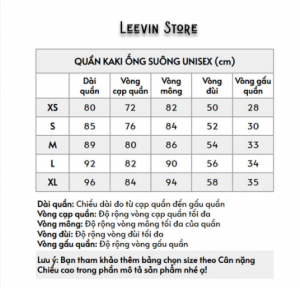 LEEVIN STORE
QUẦN KAKI ỐNG SUÔNG UNISEX (cm)
Dài quần Vòng cạp quần Vòng mông Vòng đùi Vòng gấu quần
XS 80 72 82 50 28
S 85 76 84 52 30
M 89 80 86 54 33
L 92 82 90 56 34
XL 96 84 94 58 35
Dài quần: Chiều dài đo từ cạp quần đến gấu quần
Vòng cạp quần: Độ rộng vòng cạp quần tối đa
Vòng mông: Độ rộng vòng mông tối đa của quần
Vòng đùi: Độ rộng vòng đùi tối đa
Vòng gấu quần: Độ rộng vòng gấu quần
Lưu ý: Bạn tham khảo thêm bảng chọn size theo Cân nặng
Chiều cao trong phần mô tả sản phẩm nhé ạ!